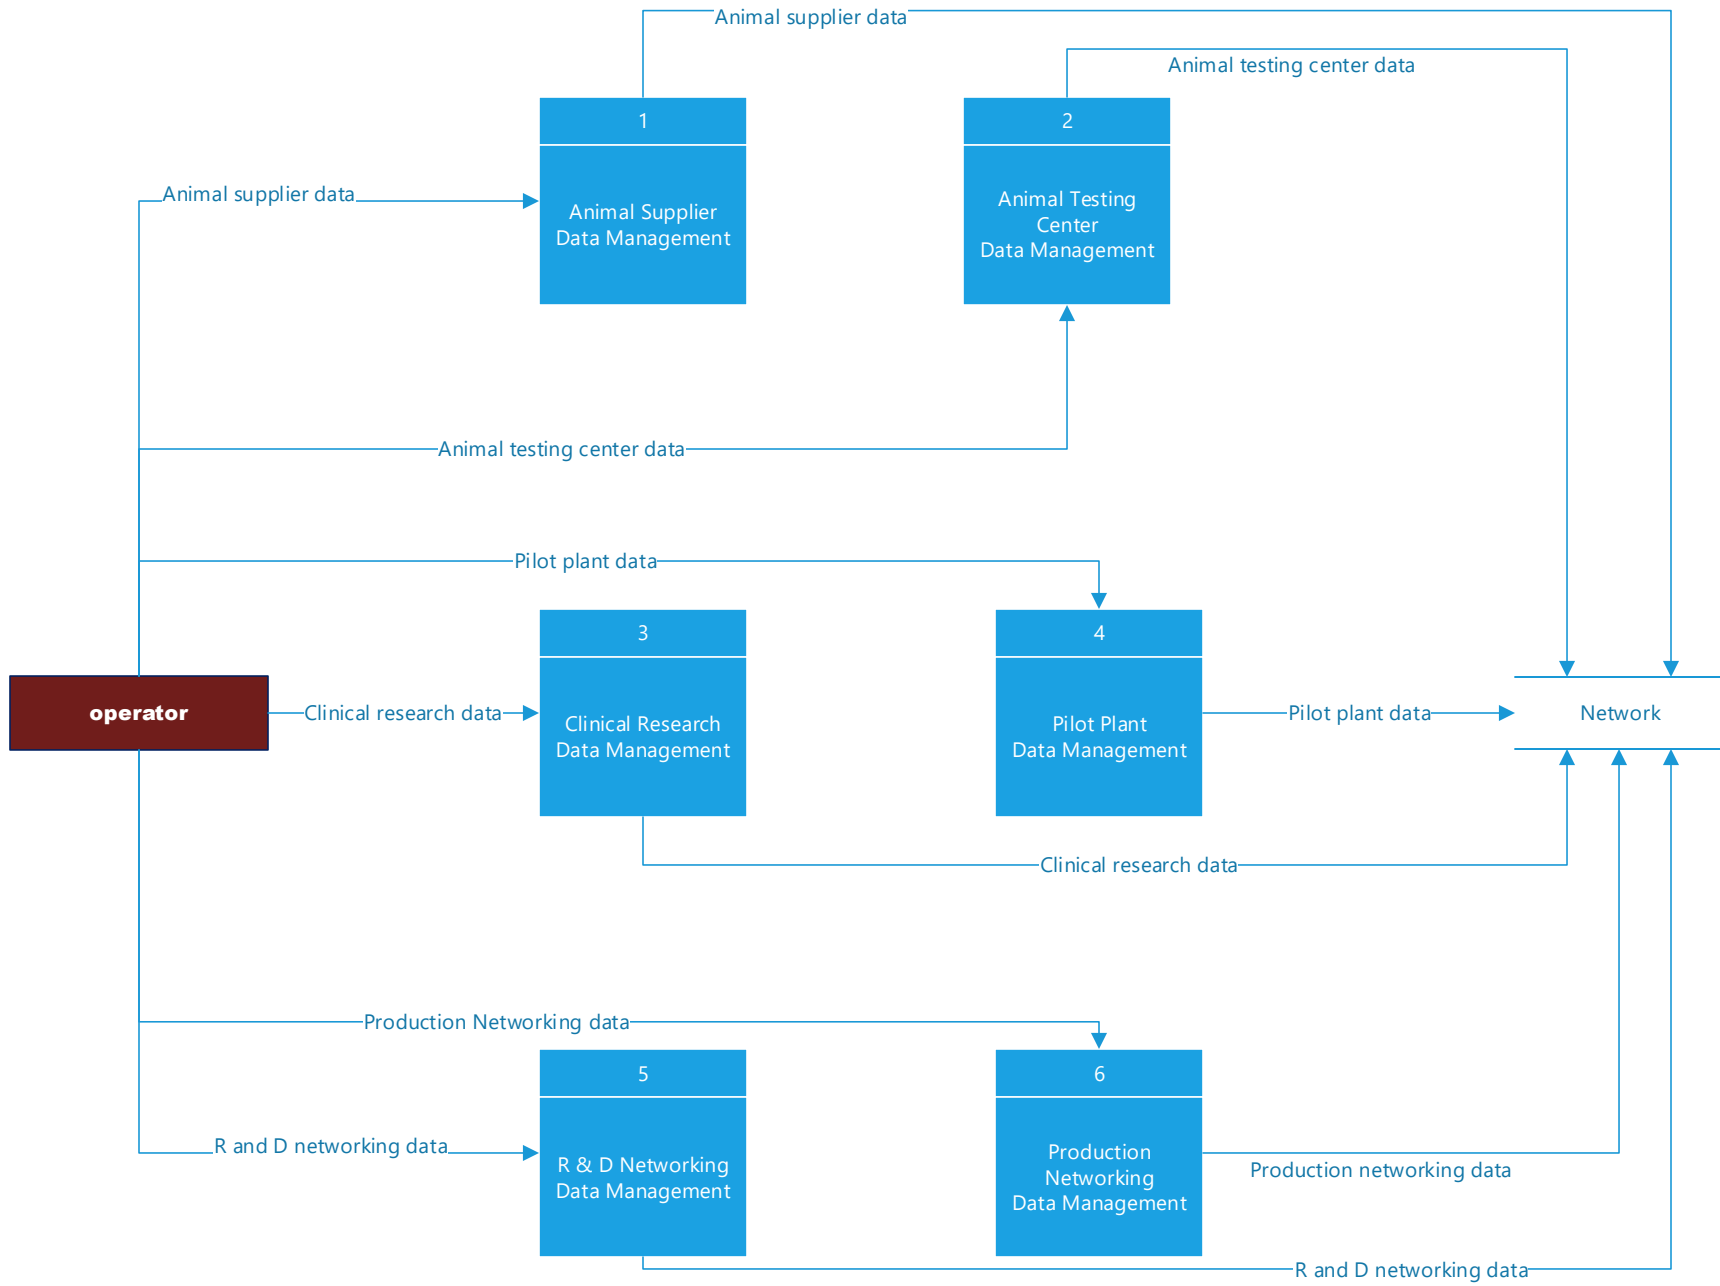 Animal supplier data
Animal testing center data
1
2
Animal supplier data
Animal Supplier
Data Management
Animal Testing
Center
Data Management
Animal testing center data
Pilot plant data
3
4
operator
Clinical research data
Clinical Research
Data Management
Pilot Plant
Data Management
Pilot plant data
Network
Clinical research data
Production Networking data
5
6
R and D networking data
R & D Networking
Data Management
Production
Networking
Data Management
Production networking data
R and D networking data